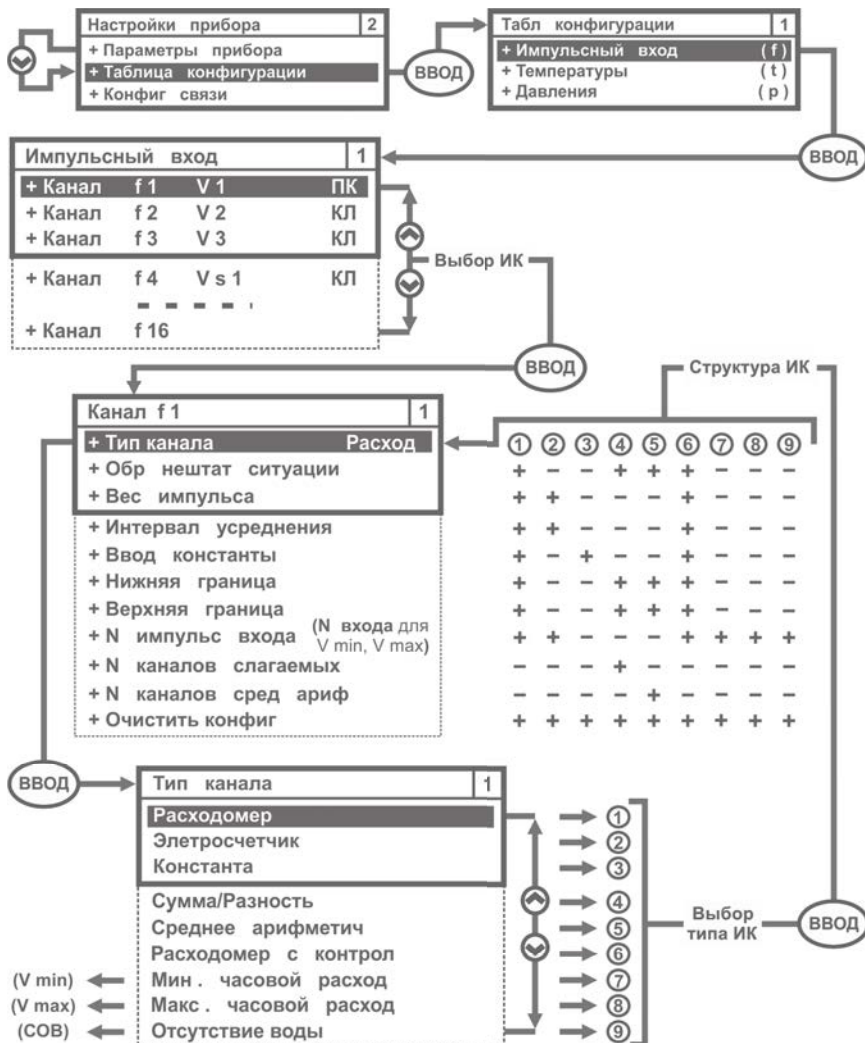 Настройки прибора 2
+ Параметры прибора
+ Таблица конфигурации
+ Конфиг связи
ВВОД
Табл конфигурации 1
+ Импульсный вход ( f )
+ Температуры ( t )
+ Давления ( p )
ВВОД
Импульсный вход 1
+ Канал f 1 V 1 ПК
+ Канал f 2 V 2 КЛ
+ Канал f 3 V 3 КЛ
+ Канал f 4 V s 1 КЛ
+ Канал f 16
Выбор ИК
ВВОД
Структура ИК
Канал f 1 1
1 2 3 4 5 6 7 8 9
+ Тип канала Расход + − − + + + − − −
+ Обр нештат ситуации + + − − − + − − −
+ Вес импульса
+ Интервал усреднения + + − − − + − − −
+ Ввод константы + − + − − + − − −
+ Нижняя граница + − − + + + − − −
+ Верхняя граница + − − + + + − − −
+ N импульс входа (N входа для V min, V max) + + − − − + + + +
+ N каналов слагаемых − − − + − − − − −
+ N каналов сред ариф − − − − + − − − −
+ Очистить конфиг + + + + + + + + +
ВВОД
Тип канала 1
Расходомер 1
Элетросчетчик 2
Константа 3
Сумма/Разность 4
Среднее арифметич 5
Расходомер с контрол 6
(V min) Мин . часовой расход 7
(V max) Макс . часовой расход 8
(СОВ) Отсутствие воды 9
Выбор
типа ИК
ВВОД